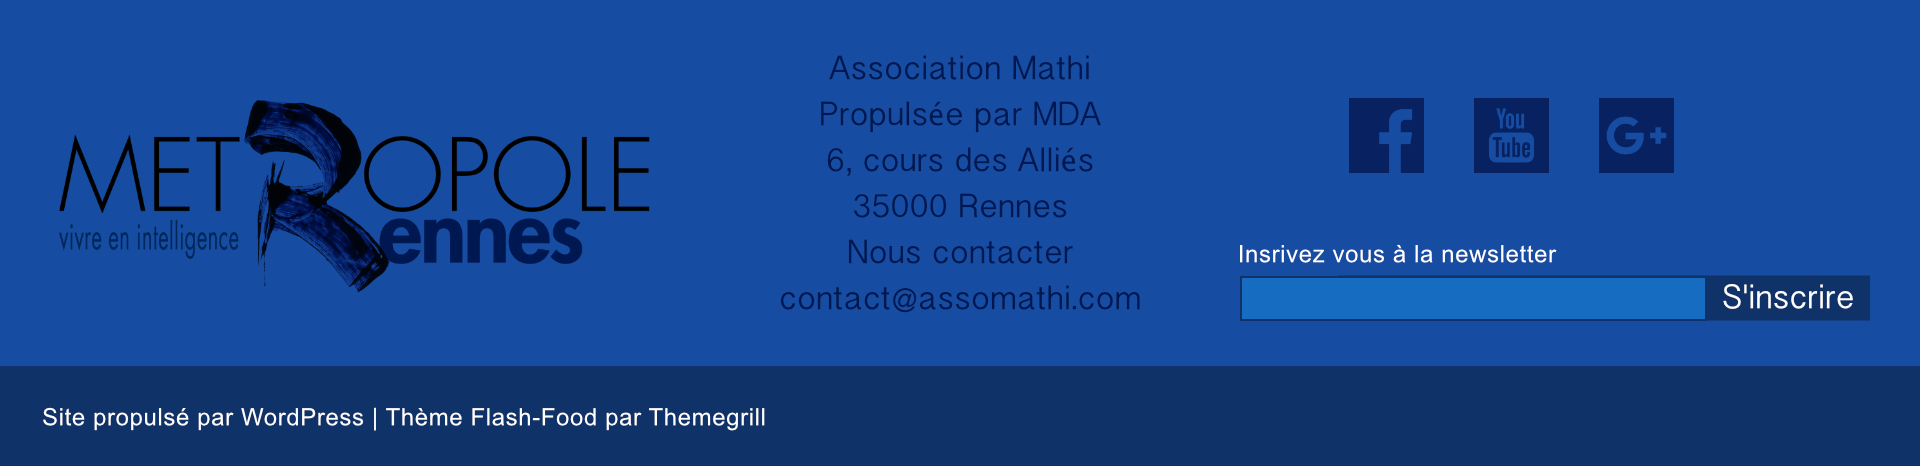 METROPOLE
vivre en intelligence
Rennes
Association Mathi
Propulsée par MDA
6, cours des Alliés
35000 Rennes
Nous contacter
contact@assomathi.com
You
Tube
G+
Insrivez vous à la newsletter
S'inscrire
Site propulsé par WordPress | Thème Flash-Food par Themegrill